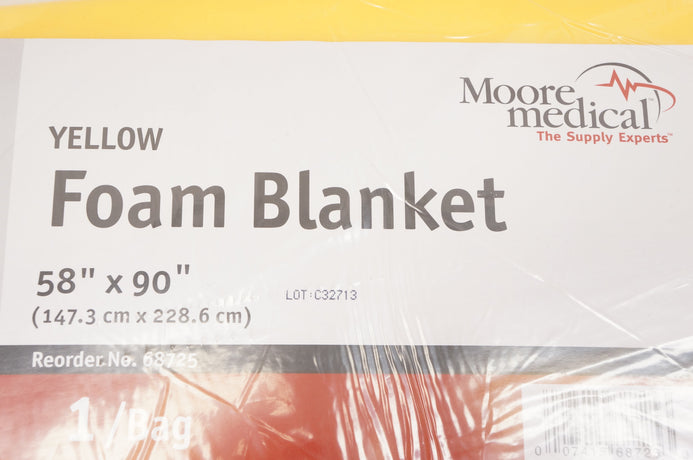 Moore
medical
The Supply Experts™
YELLOW
Foam Blanket
58" x 90"
(147.3 cm x 228.6 cm)
LOT:C32713
Reorder No. 68725
1 /Bag